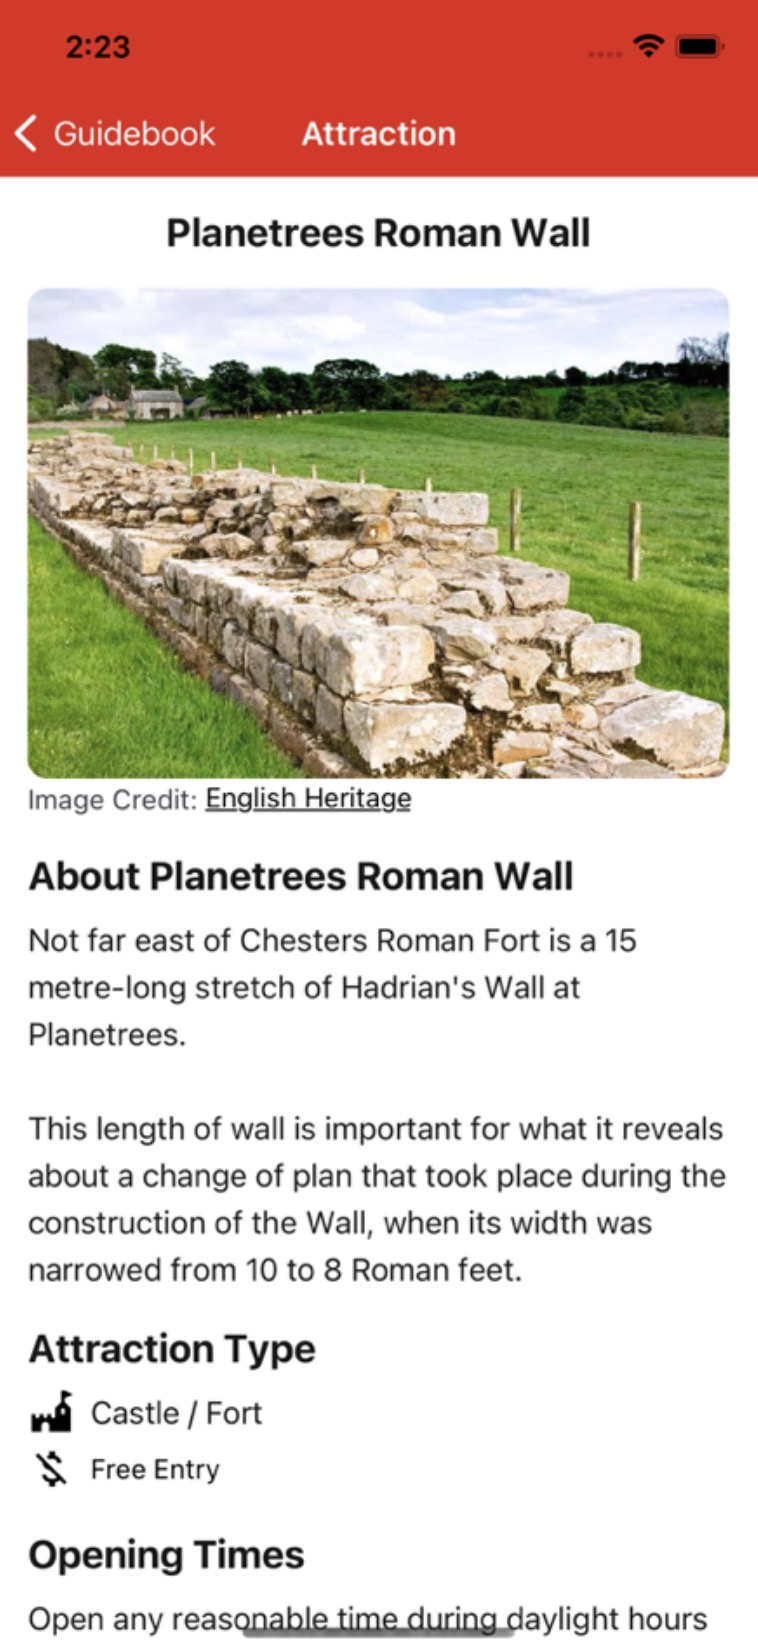 2:23
Guidebook
Attraction
Planetrees Roman Wall
Image Credit: English Heritage
About Planetrees Roman Wall
Not far east of Chesters Roman Fort is a 15
metre-long stretch of Hadrian's Wall at
Planetrees.
This length of wall is important for what it reveals
about a change of plan that took place during the
construction of the Wall, when its width was
narrowed from 10 to 8 Roman feet.
Attraction Type
Castle / Fort
Free Entry
Opening Times
Open any reasonable time during daylight hours